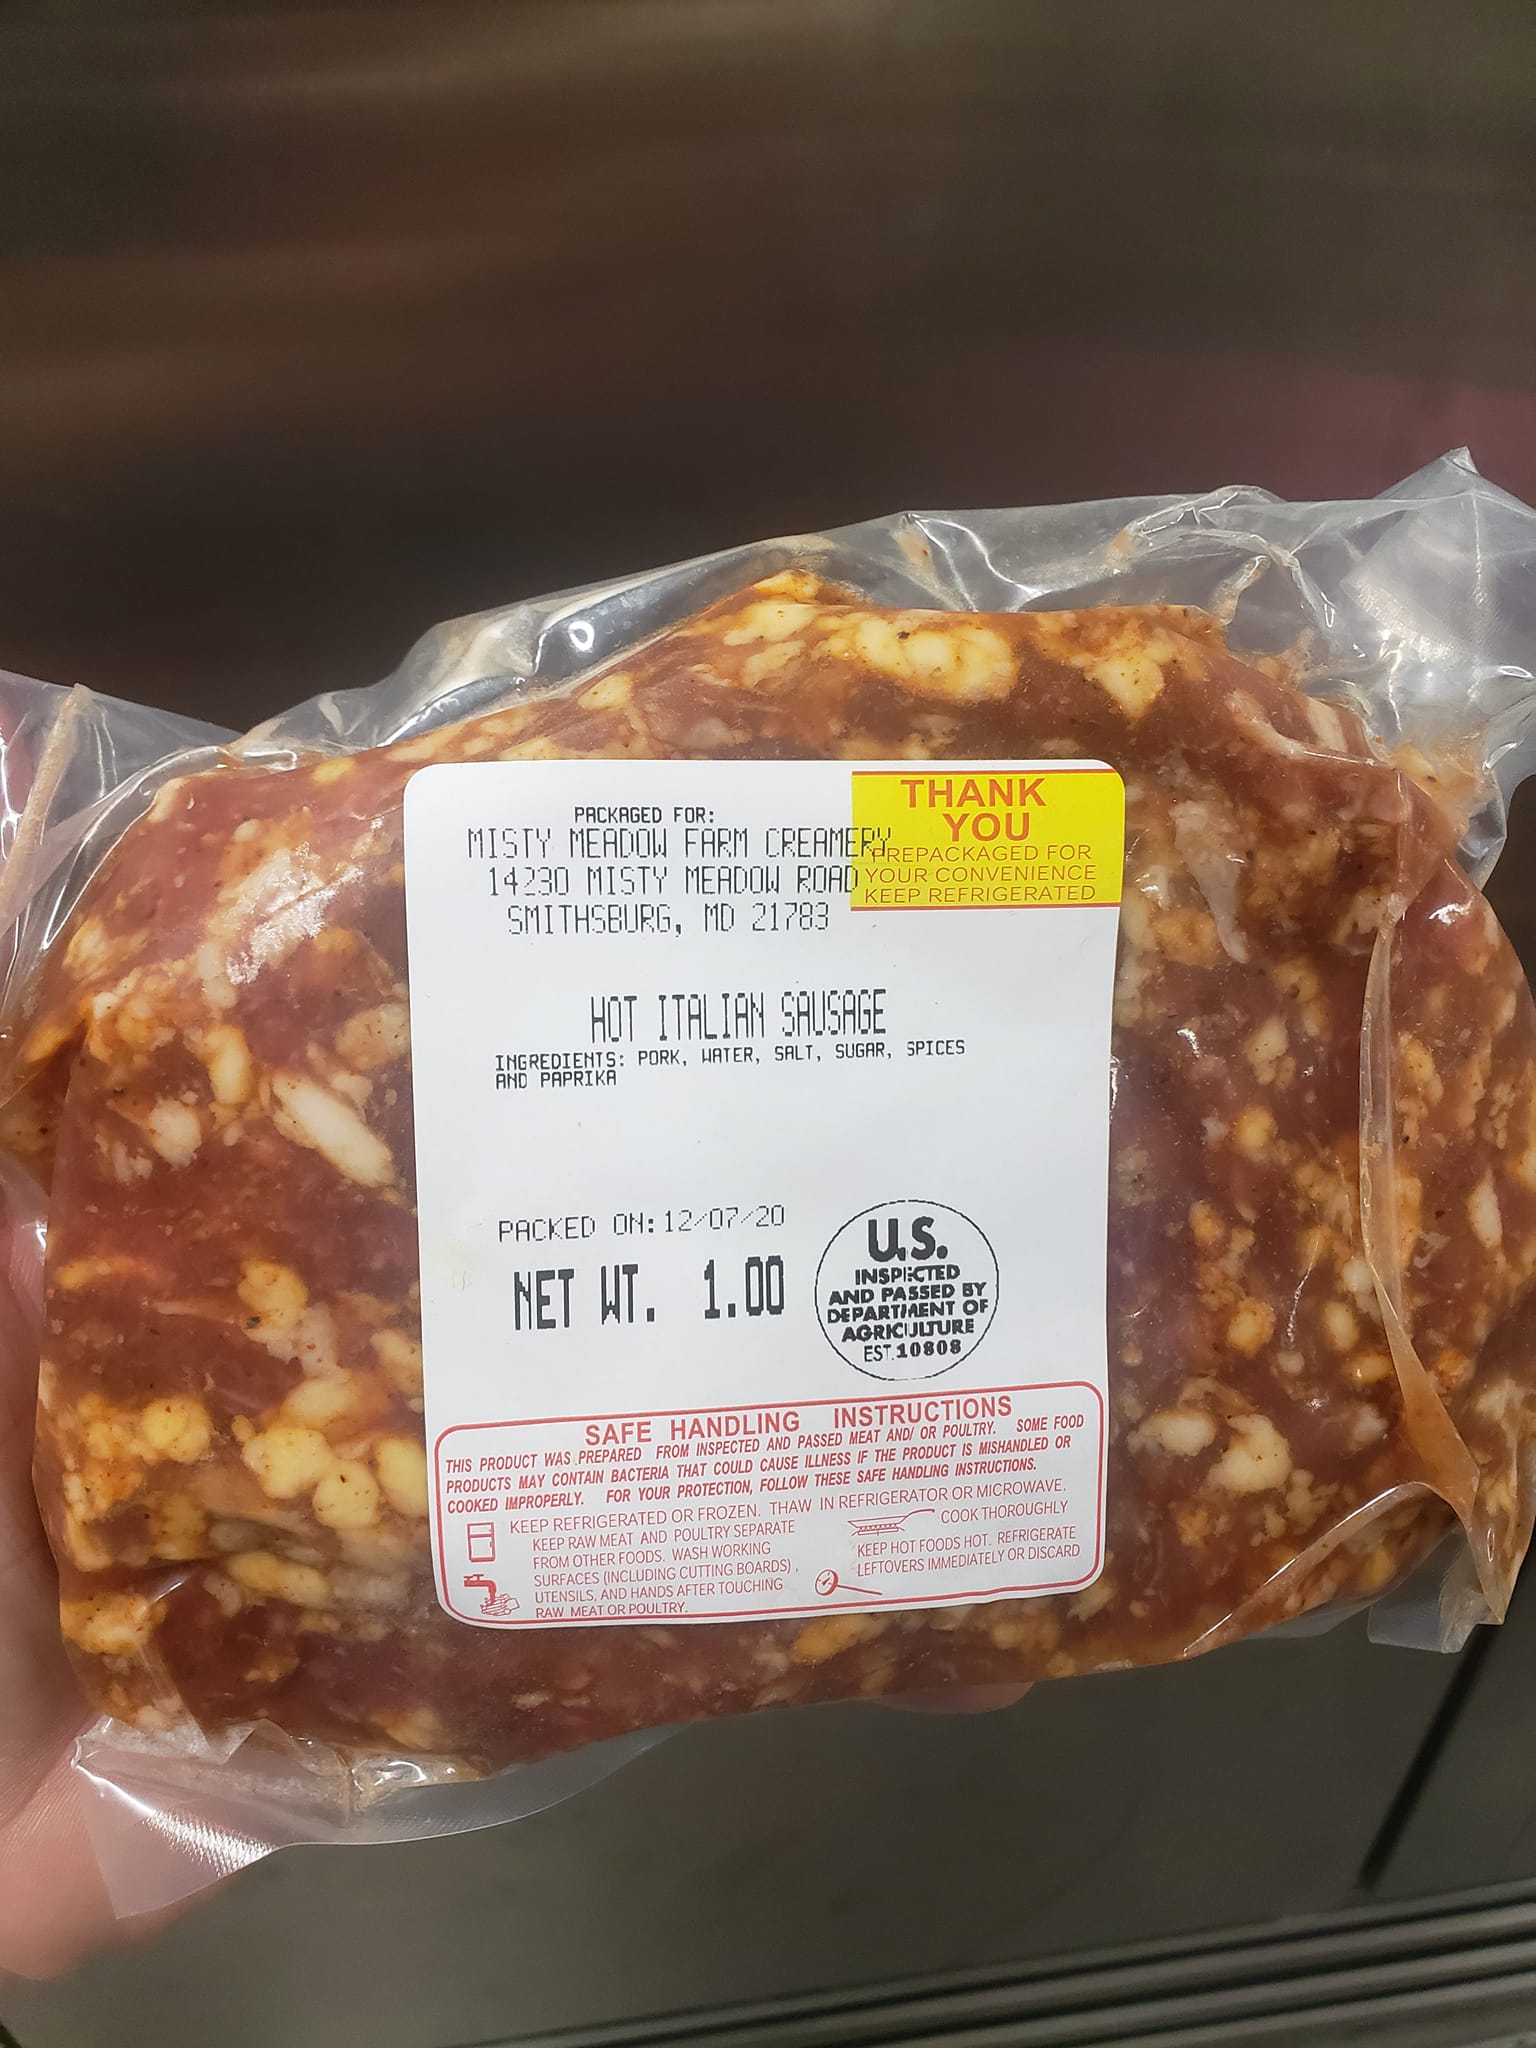 PACKAGED FOR:
MISTY MEADOW FARM CREAMERY
14230 MISTY MEADOW ROAD
SMITHSBURG, MD 21783
THANK
YOU
PREPACKAGED FOR
YOUR CONVENIENCE
KEEP REFRIGERATED
HOT ITALIAN SAUSAGE
INGREDIENTS: PORK, WATER, SALT, SUGAR, SPICES
AND PAPRIKA
PACKED ON: 12/07/20
NET WT. 1.00
U.S.
INSPECTED
AND PASSED BY
DEPARTMENT OF
AGRICULTURE
EST. 10808
SAFE HANDLING INSTRUCTIONS
THIS PRODUCT WAS PREPARED FROM INSPECTED AND PASSED MEAT AND/ OR POULTRY. SOME FOOD
PRODUCTS MAY CONTAIN BACTERIA THAT COULD CAUSE ILLNESS IF THE PRODUCT IS MISHANDLED OR
COOKED IMPROPERLY. FOR YOUR PROTECTION, FOLLOW THESE SAFE HANDLING INSTRUCTIONS.
KEEP REFRIGERATED OR FROZEN. THAW IN REFRIGERATOR OR MICROWAVE.
KEEP RAW MEAT AND POULTRY SEPARATE
FROM OTHER FOODS. WASH WORKING
SURFACES (INCLUDING CUTTING BOARDS),
UTENSILS, AND HANDS AFTER TOUCHING
RAW MEAT OR POULTRY.
COOK THOROUGHLY
KEEP HOT FOODS HOT. REFRIGERATE
LEFTOVERS IMMEDIATELY OR DISCARD